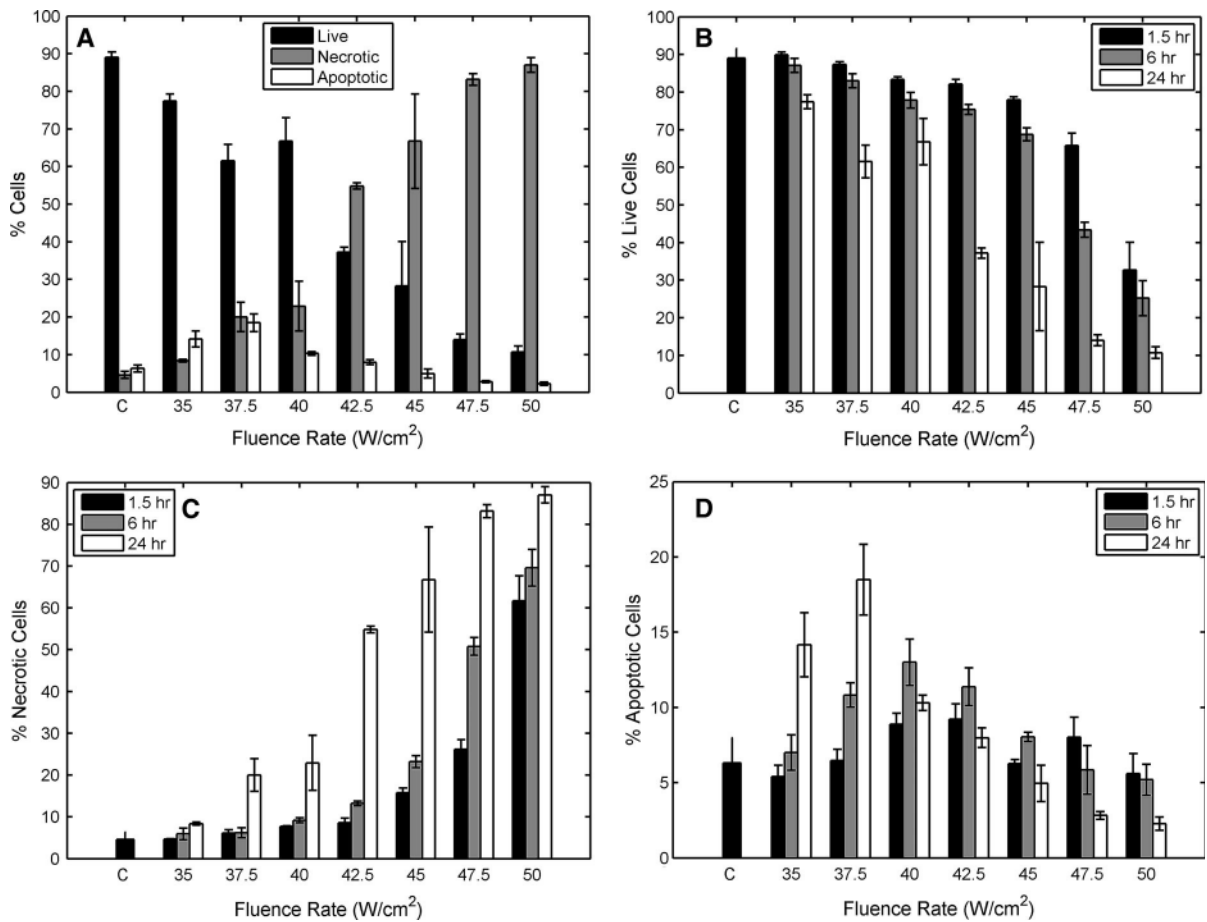 A
Live
Necrotic
Apoptotic
% Cells
100
90
80
70
60
50
40
30
20
10
0
C 35 37.5 40 42.5 45 47.5 50
Fluence Rate (W/cm²)
B
1.5 hr
6 hr
24 hr
% Live Cells
100
90
80
70
60
50
40
30
20
10
0
C 35 37.5 40 42.5 45 47.5 50
Fluence Rate (W/cm²)
C
1.5 hr
6 hr
24 hr
% Necrotic Cells
90
80
70
60
50
40
30
20
10
0
C 35 37.5 40 42.5 45 47.5 50
Fluence Rate (W/cm²)
D
1.5 hr
6 hr
24 hr
% Apoptotic Cells
25
20
15
10
5
0
C 35 37.5 40 42.5 45 47.5 50
Fluence Rate (W/cm²)